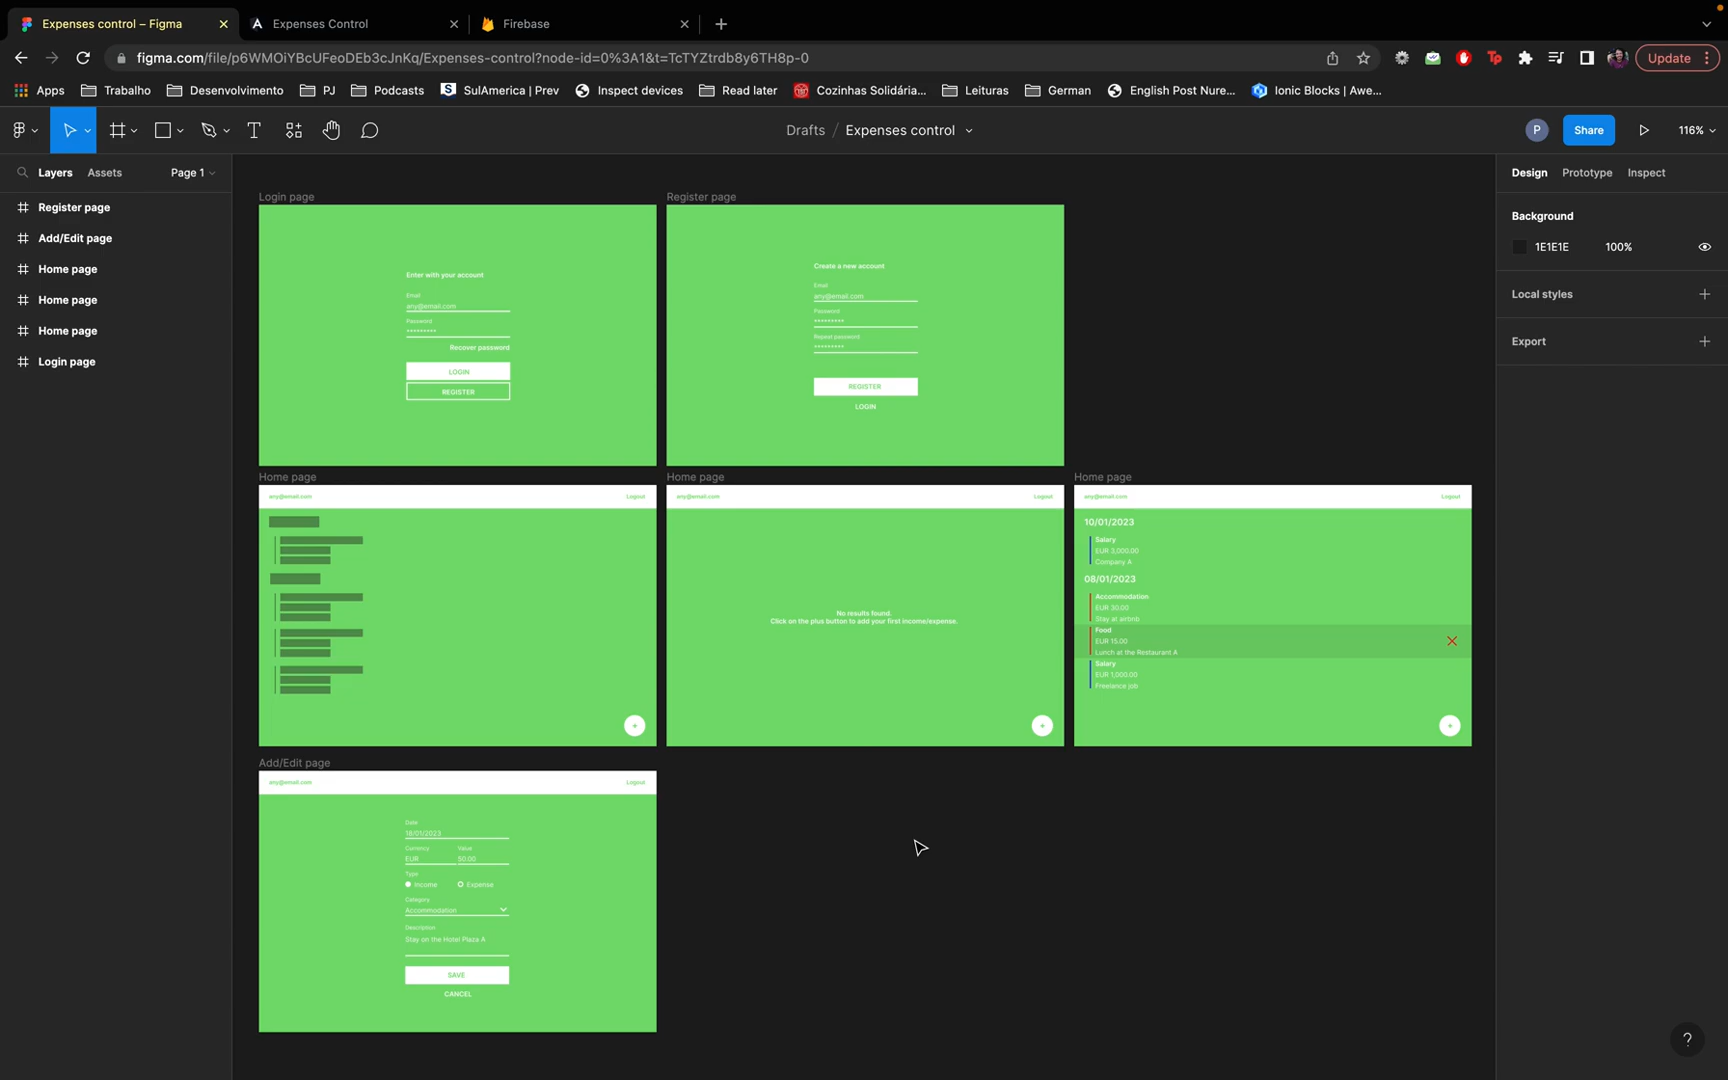 Expenses control – Figma
Expenses Control
Firebase
figma.com/file/p6WMOiYBcUFeoDEb3cJnKq/Expenses-control?node-id=0%3A1&t=TcTYZtrdb8y6TH8p-0
Update
Apps
Trabalho
Desenvolvimento
PJ
Podcasts
SulAmerica | Prev
Inspect devices
Read later
Cozinhas Solidária...
Leituras
German
English Post Nure...
Ionic Blocks | Awe...
Drafts / Expenses control
P
Share
116%
Layers
Assets
Page 1
Design
Prototype
Inspect
Register page
Add/Edit page
Home page
Home page
Home page
Login page
Background
1E1E1E
100%
Local styles
Export
Login page
Enter with your account
Email
any@email.com
Password
*********
Recover password
LOGIN
REGISTER
Register page
Create a new account
Email
any@email.com
Password
*********
Repeat password
*********
REGISTER
LOGIN
Home page
any@email.com
Logout
+
Home page
any@email.com
Logout
No results found.
Click on the plus button to add your first income/expense.
+
Home page
any@email.com
Logout
10/01/2023
Salary
EUR 3,000.00
Company A
08/01/2023
Accommodation
EUR 30.00
Stay at airbnb
Food
EUR 15.00
Lunch at the Restaurant A
Salary
EUR 1,000.00
Freelance job
+
Add/Edit page
any@email.com
Logout
Date
18/01/2023
Currency
Value
EUR
50.00
Type
Income
Expense
Category
Accommodation
Description
Stay on the Hotel Plaza A
SAVE
CANCEL
?